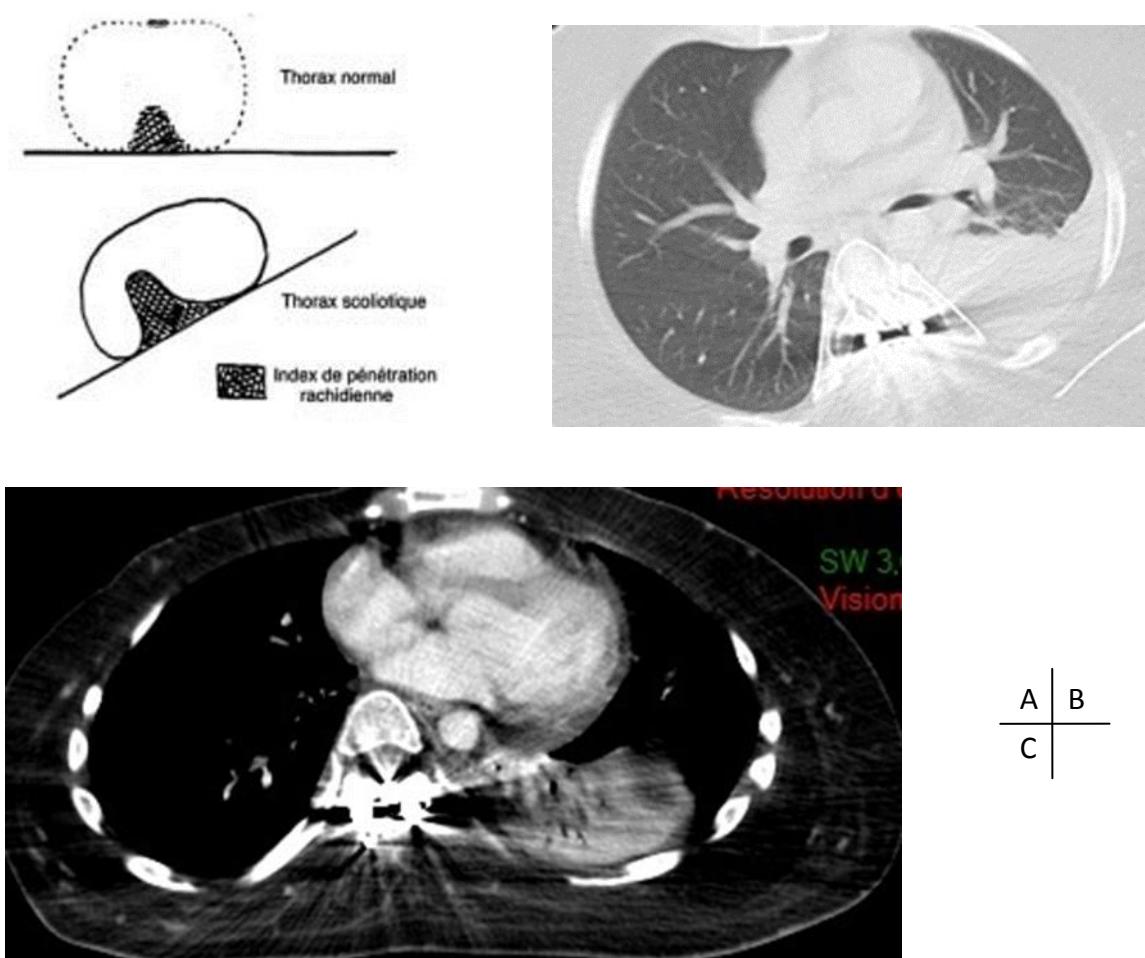 Thorax normal
Thorax scoliotique
Index de pénétration
rachidienne
SW 3,
Vision
A B
C